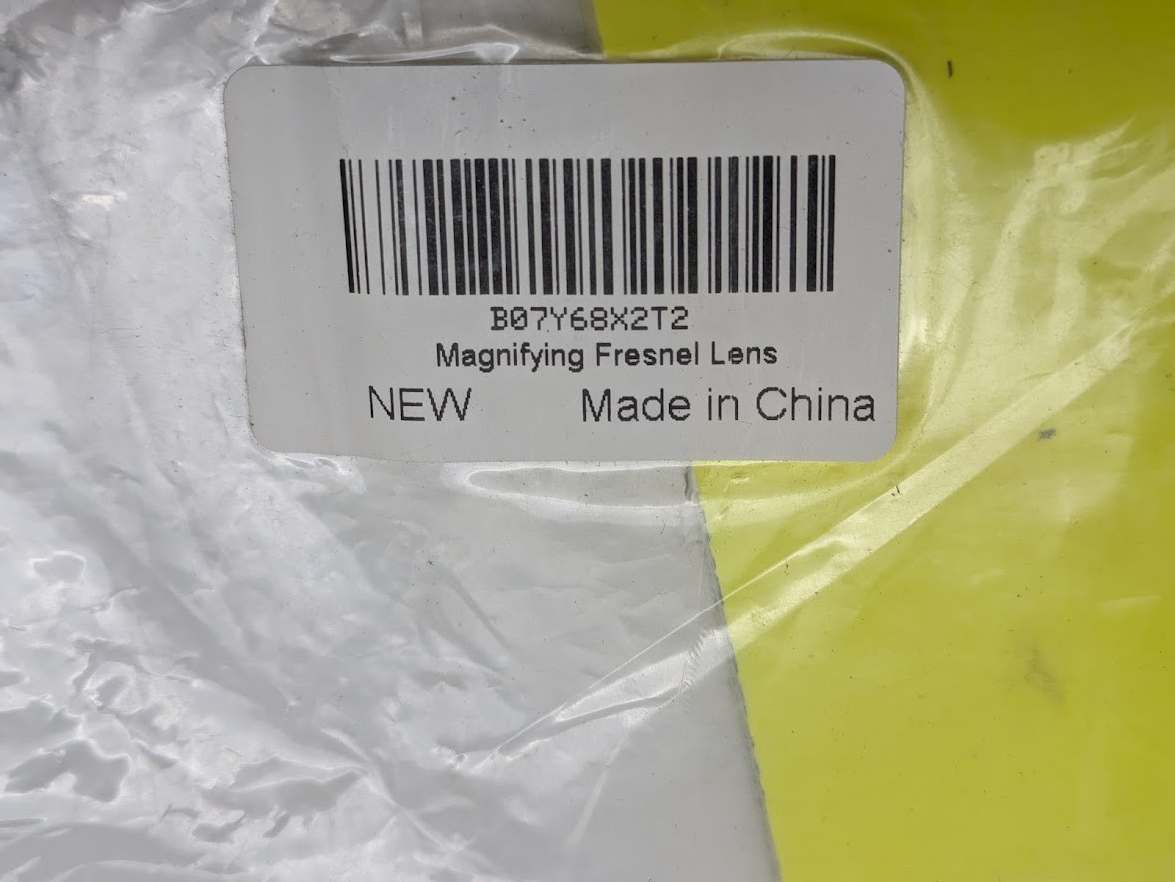 B07Y68X2T2
Magnifying Fresnel Lens
NEW Made in China